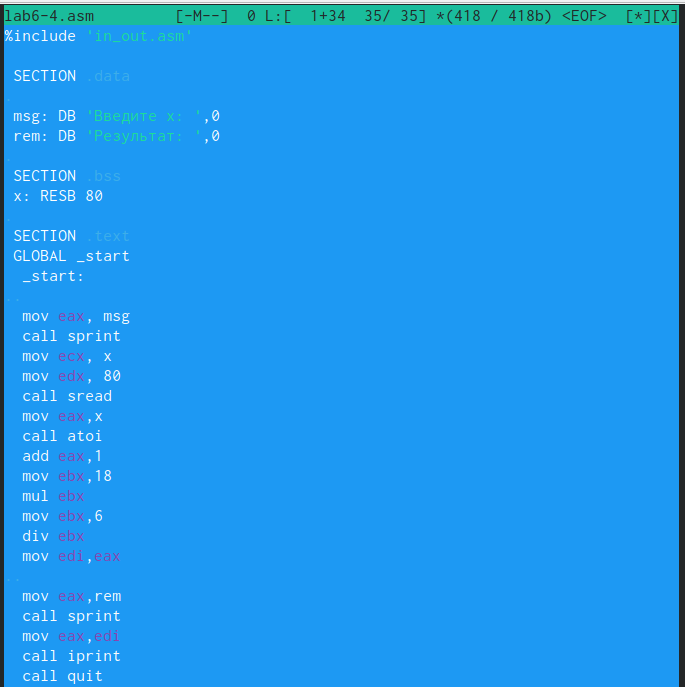 lab6-4.asm [-M--] 0 L:[ 1+34 35/ 35] *(418 / 418b) <EOF> [*][X]
%include 'in_out.asm'
SECTION .data
.
msg: DB 'Введите x: ',0
rem: DB 'Результат: ',0
.
SECTION .bss
x: RESB 80
.
SECTION .text
GLOBAL _start
_start:
..
mov eax, msg
call sprint
mov ecx, x
mov edx, 80
call sread
mov eax,x
call atoi
add eax,1
mov ebx,18
mul ebx
mov ebx,6
div ebx
mov edi,eax
..
mov eax,rem
call sprint
mov eax,edi
call iprint
call quit